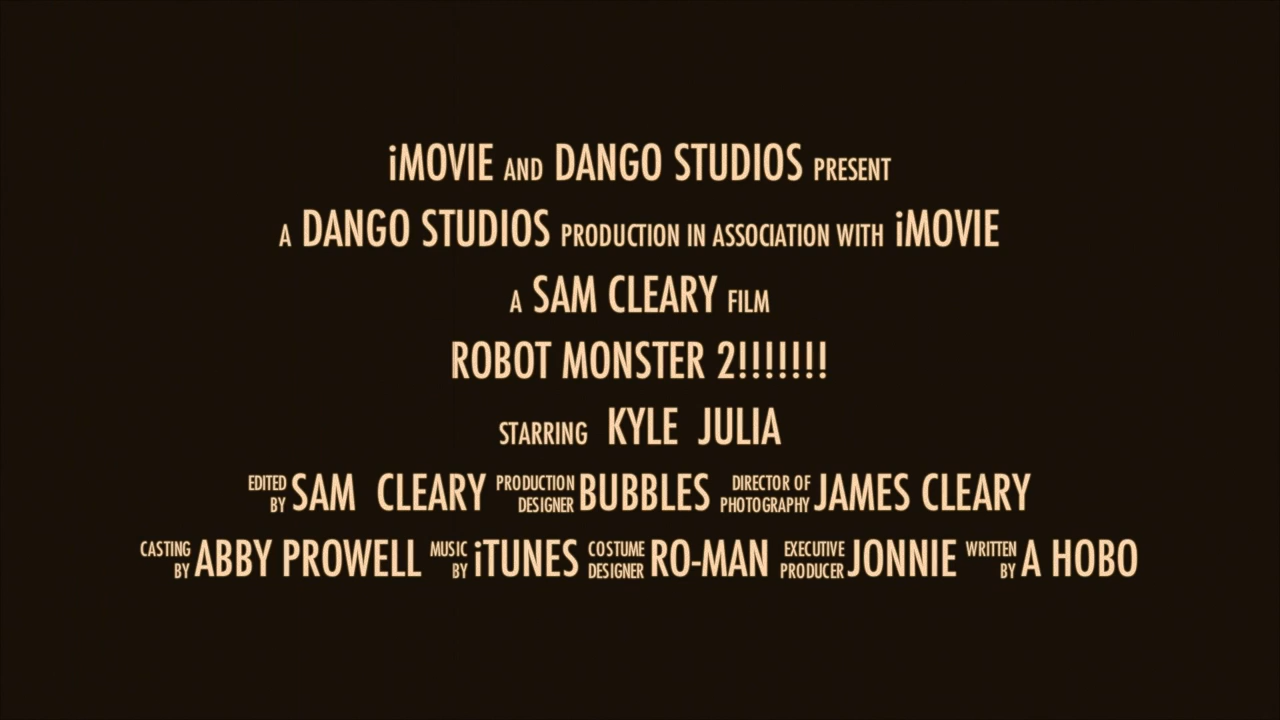 iMOVIE AND DANGO STUDIOS PRESENT
A DANGO STUDIOS PRODUCTION IN ASSOCIATION WITH iMOVIE
A SAM CLEARY FILM
ROBOT MONSTER 2!!!!!!!
STARRING KYLE JULIA
EDITED BY SAM CLEARY PRODUCTION DESIGNER BUBBLES DIRECTOR OF PHOTOGRAPHY JAMES CLEARY
CASTING BY ABBY PROWELL MUSIC BY iTUNES COSTUME DESIGNER RO-MAN EXECUTIVE PRODUCER JONNIE WRITTEN BY A HOBO